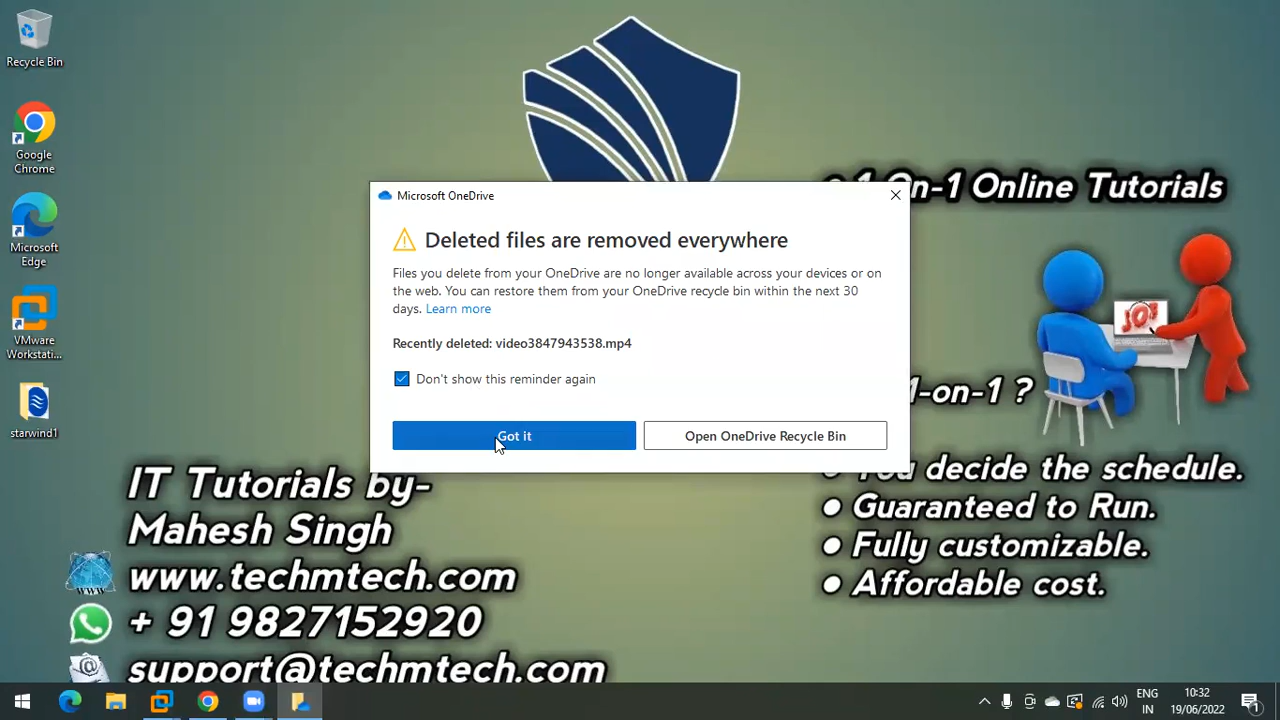 Recycle Bin
Google
Chrome
Microsoft
Edge
VMware
Workstati...
starwind1
Microsoft OneDrive
Deleted files are removed everywhere
Files you delete from your OneDrive are no longer available across your devices or on
the web. You can restore them from your OneDrive recycle bin within the next 30
days. Learn more
Recently deleted: video3847943538.mp4
Don't show this reminder again
Got it
Open OneDrive Recycle Bin
On-1 Online Tutorials
JOB
1-on-1 ?
decide the schedule.
Guaranteed to Run.
Fully customizable.
Affordable cost.
IT Tutorials by-
Mahesh Singh
www.techmtech.com
+ 91 9827152920
support@techmtech.com
ENG
IN
10:32
19/06/2022
1